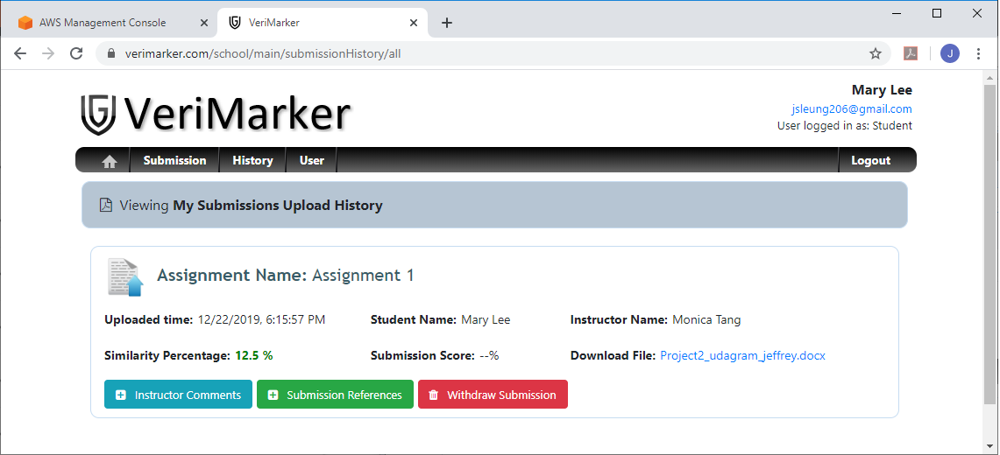 AWS Management Console
VeriMarker
verimarker.com/school/main/submissionHistory/all
J
VeriMarker
Mary Lee
jsleung206@gmail.com
User logged in as: Student
Submission History User Logout
Viewing My Submissions Upload History
Assignment Name: Assignment 1
Uploaded time: 12/22/2019, 6:15:57 PM Student Name: Mary Lee Instructor Name: Monica Tang
Similarity Percentage: 12.5 % Submission Score: --% Download File: Project2_udagram_jeffrey.docx
Instructor Comments Submission References Withdraw Submission